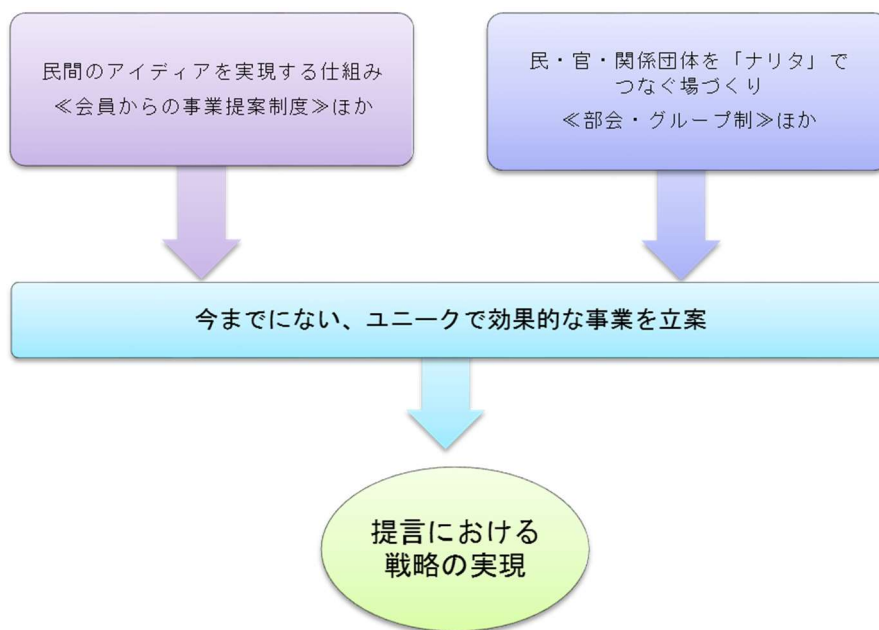 民間のアイディアを実現する仕組み
≪会員からの事業提案制度≫ほか
民・官・関係団体を「ナリタ」で
つなぐ場づくり
≪部会・グループ制≫ほか
今までにない、ユニークで効果的な事業を立案
提言における
戦略の実現